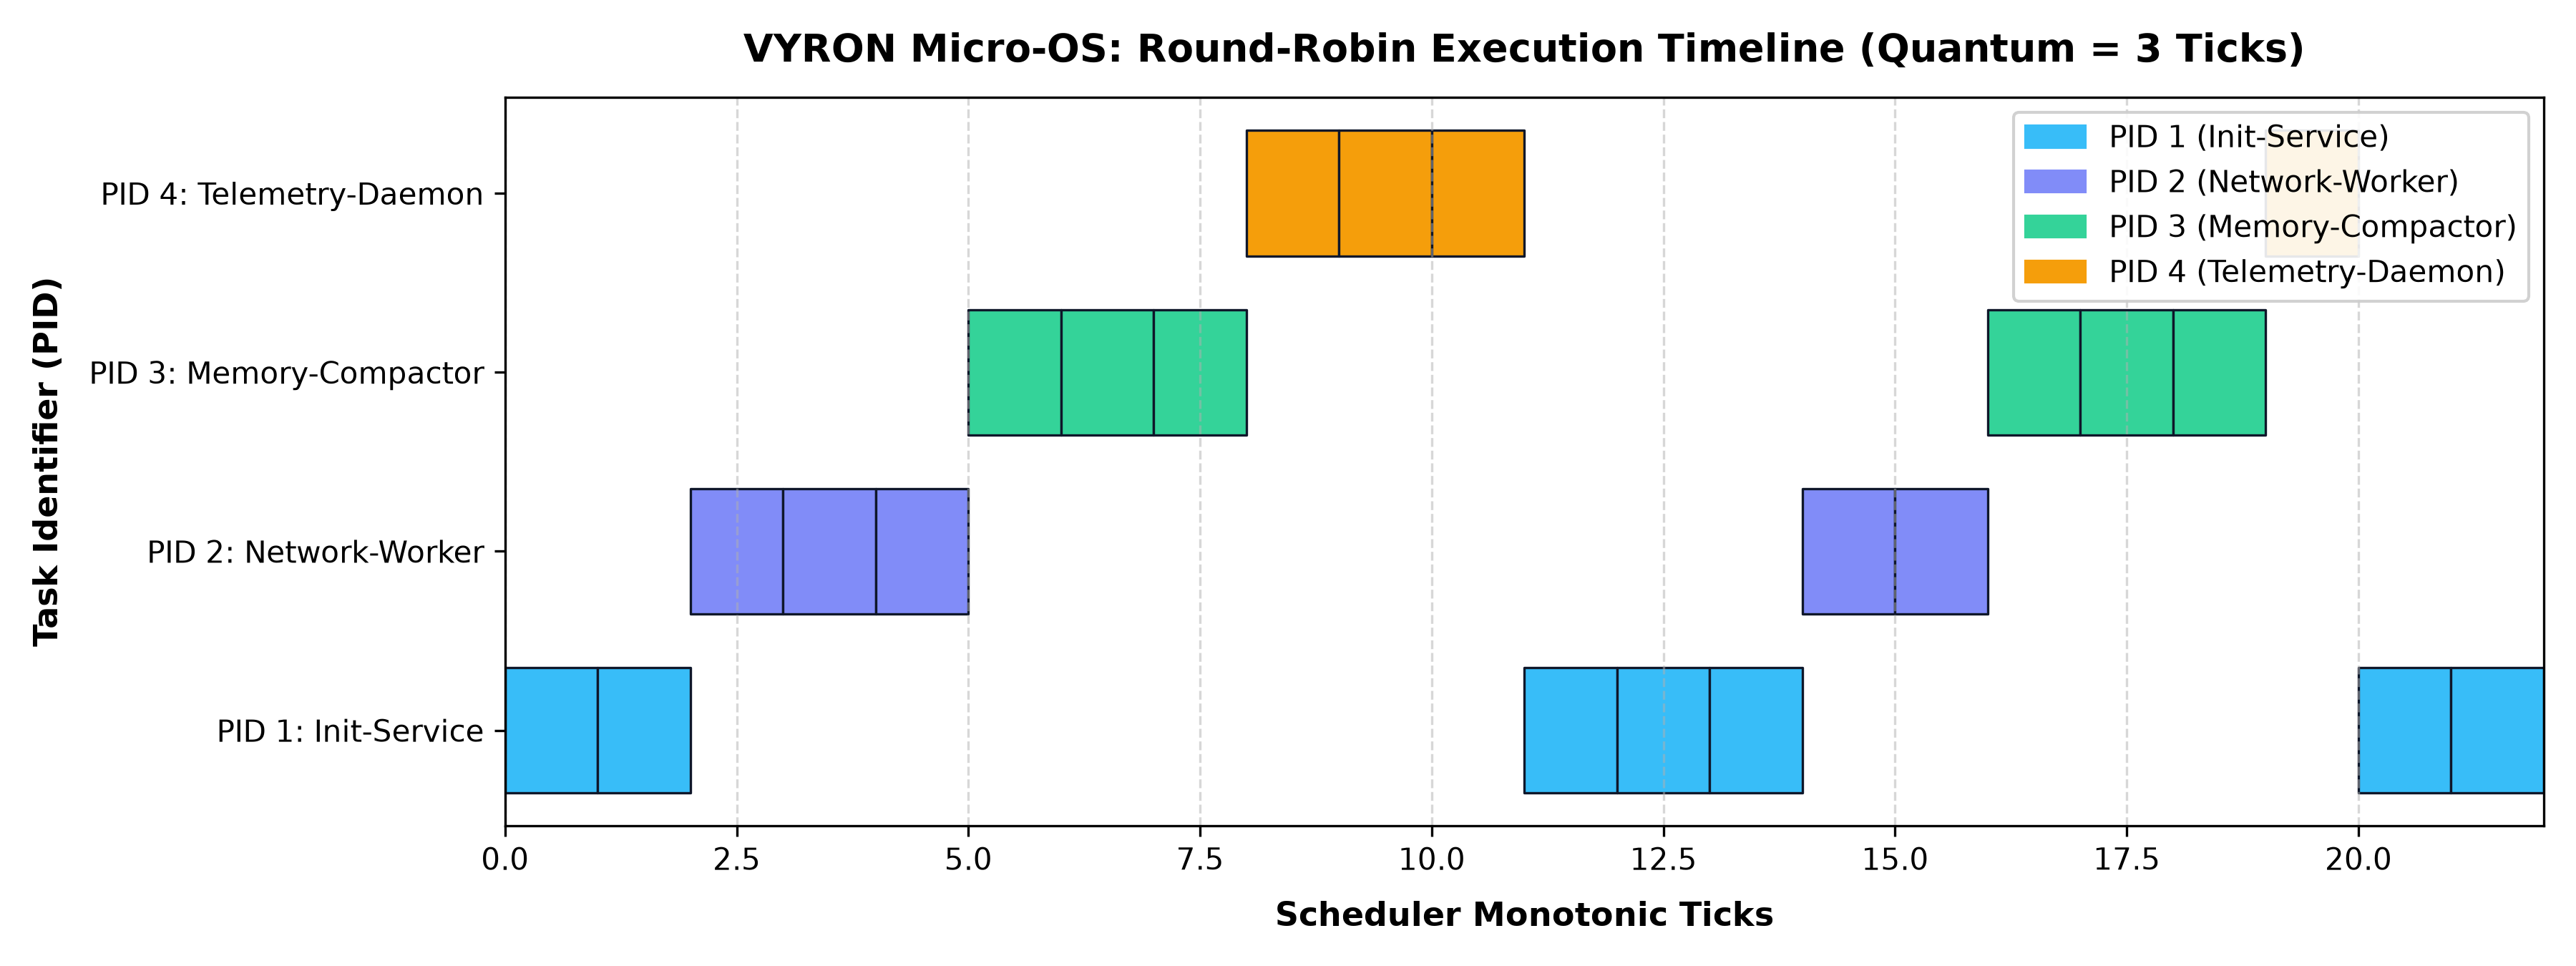 VYRON Micro-OS: Round-Robin Execution Timeline (Quantum = 3 Ticks)
PID 1 (Init-Service)
PID 2 (Network-Worker)
PID 3 (Memory-Compactor)
PID 4 (Telemetry-Daemon)
Task Identifier (PID)
PID 4: Telemetry-Daemon
PID 3: Memory-Compactor
PID 2: Network-Worker
PID 1: Init-Service
0.0 2.5 5.0 7.5 10.0 12.5 15.0 17.5 20.0
Scheduler Monotonic Ticks